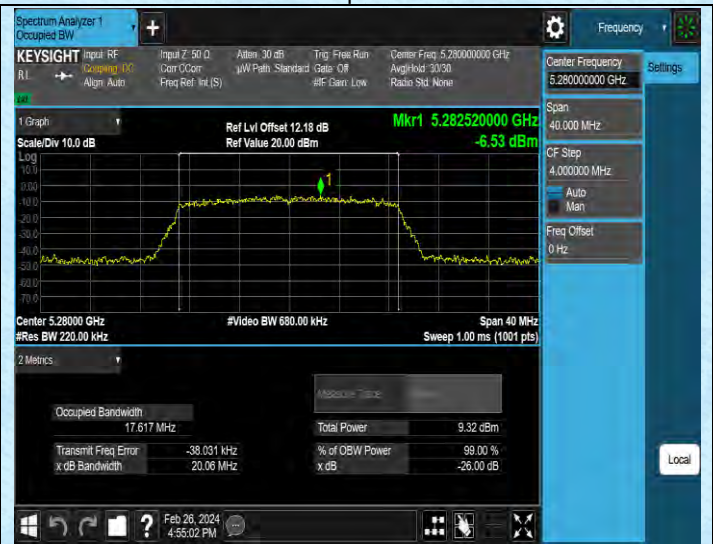 Spectrum Analyzer 1
Occupied BW
Frequency
KEYSIGHT
Input: RF
Coupling: DC
Align: Auto
RL
Input Z: 50 Ω
Corr CCorr
Freq Ref: Int (S)
Atten: 30 dB
µW Path: Standard
Trig: Free Run
Gate: Off
#IF Gain: Low
Center Freq: 5.280000000 GHz
Avg|Hold: 30/30
Radio Std: None
Center Frequency
5.280000000 GHz
Settings
Span
40.000 MHz
CF Step
4.000000 MHz
Auto
Man
Freq Offset
0 Hz
1 Graph
Scale/Div 10.0 dB
Ref Lvl Offset 12.18 dB
Ref Value 20.00 dBm
Mkr1 5.282520000 GHz
-6.53 dBm
Log
10.0
0.00
-10.0
-20.0
-30.0
-40.0
-50.0
-60.0
-70.0
1
Center 5.28000 GHz
#Res BW 220.00 kHz
#Video BW 680.00 kHz
Span 40 MHz
Sweep 1.00 ms (1001 pts)
2 Metrics
Measure Trace
Occupied Bandwidth
17.617 MHz
Total Power
9.32 dBm
Transmit Freq Error
-38.031 kHz
% of OBW Power
99.00 %
x dB Bandwidth
20.06 MHz
x dB
-26.00 dB
Local
Feb 26, 2024
4:55:02 PM